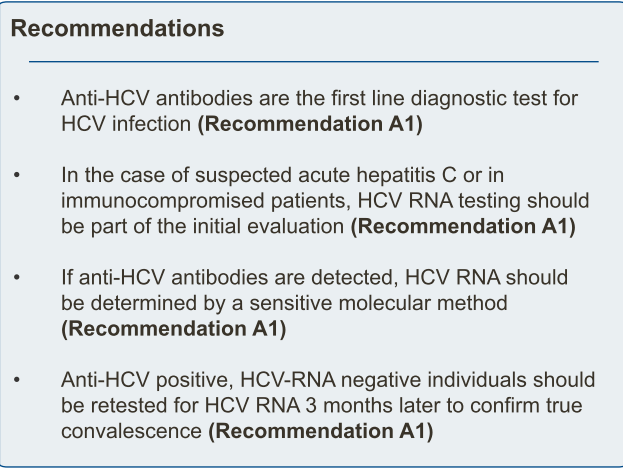 Recommendations
• Anti-HCV antibodies are the first line diagnostic test for
HCV infection (Recommendation A1)
• In the case of suspected acute hepatitis C or in
immunocompromised patients, HCV RNA testing should
be part of the initial evaluation (Recommendation A1)
• If anti-HCV antibodies are detected, HCV RNA should
be determined by a sensitive molecular method
(Recommendation A1)
• Anti-HCV positive, HCV-RNA negative individuals should
be retested for HCV RNA 3 months later to confirm true
convalescence (Recommendation A1)